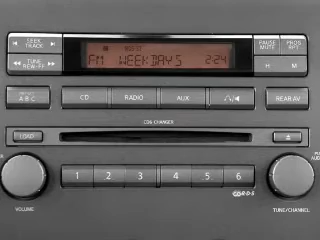 SEEK
TRACK
TUNE
REW·FF
FM WEEKDAYS 2:24
PAUSE
MUTE
PROG
RPT
H M
A B C
CD RADIO AUX REAR AV
CD6 CHANGER
LOAD
1 2 3 4 5 6
R·D·S
VOLUME
TUNE/CHANNEL